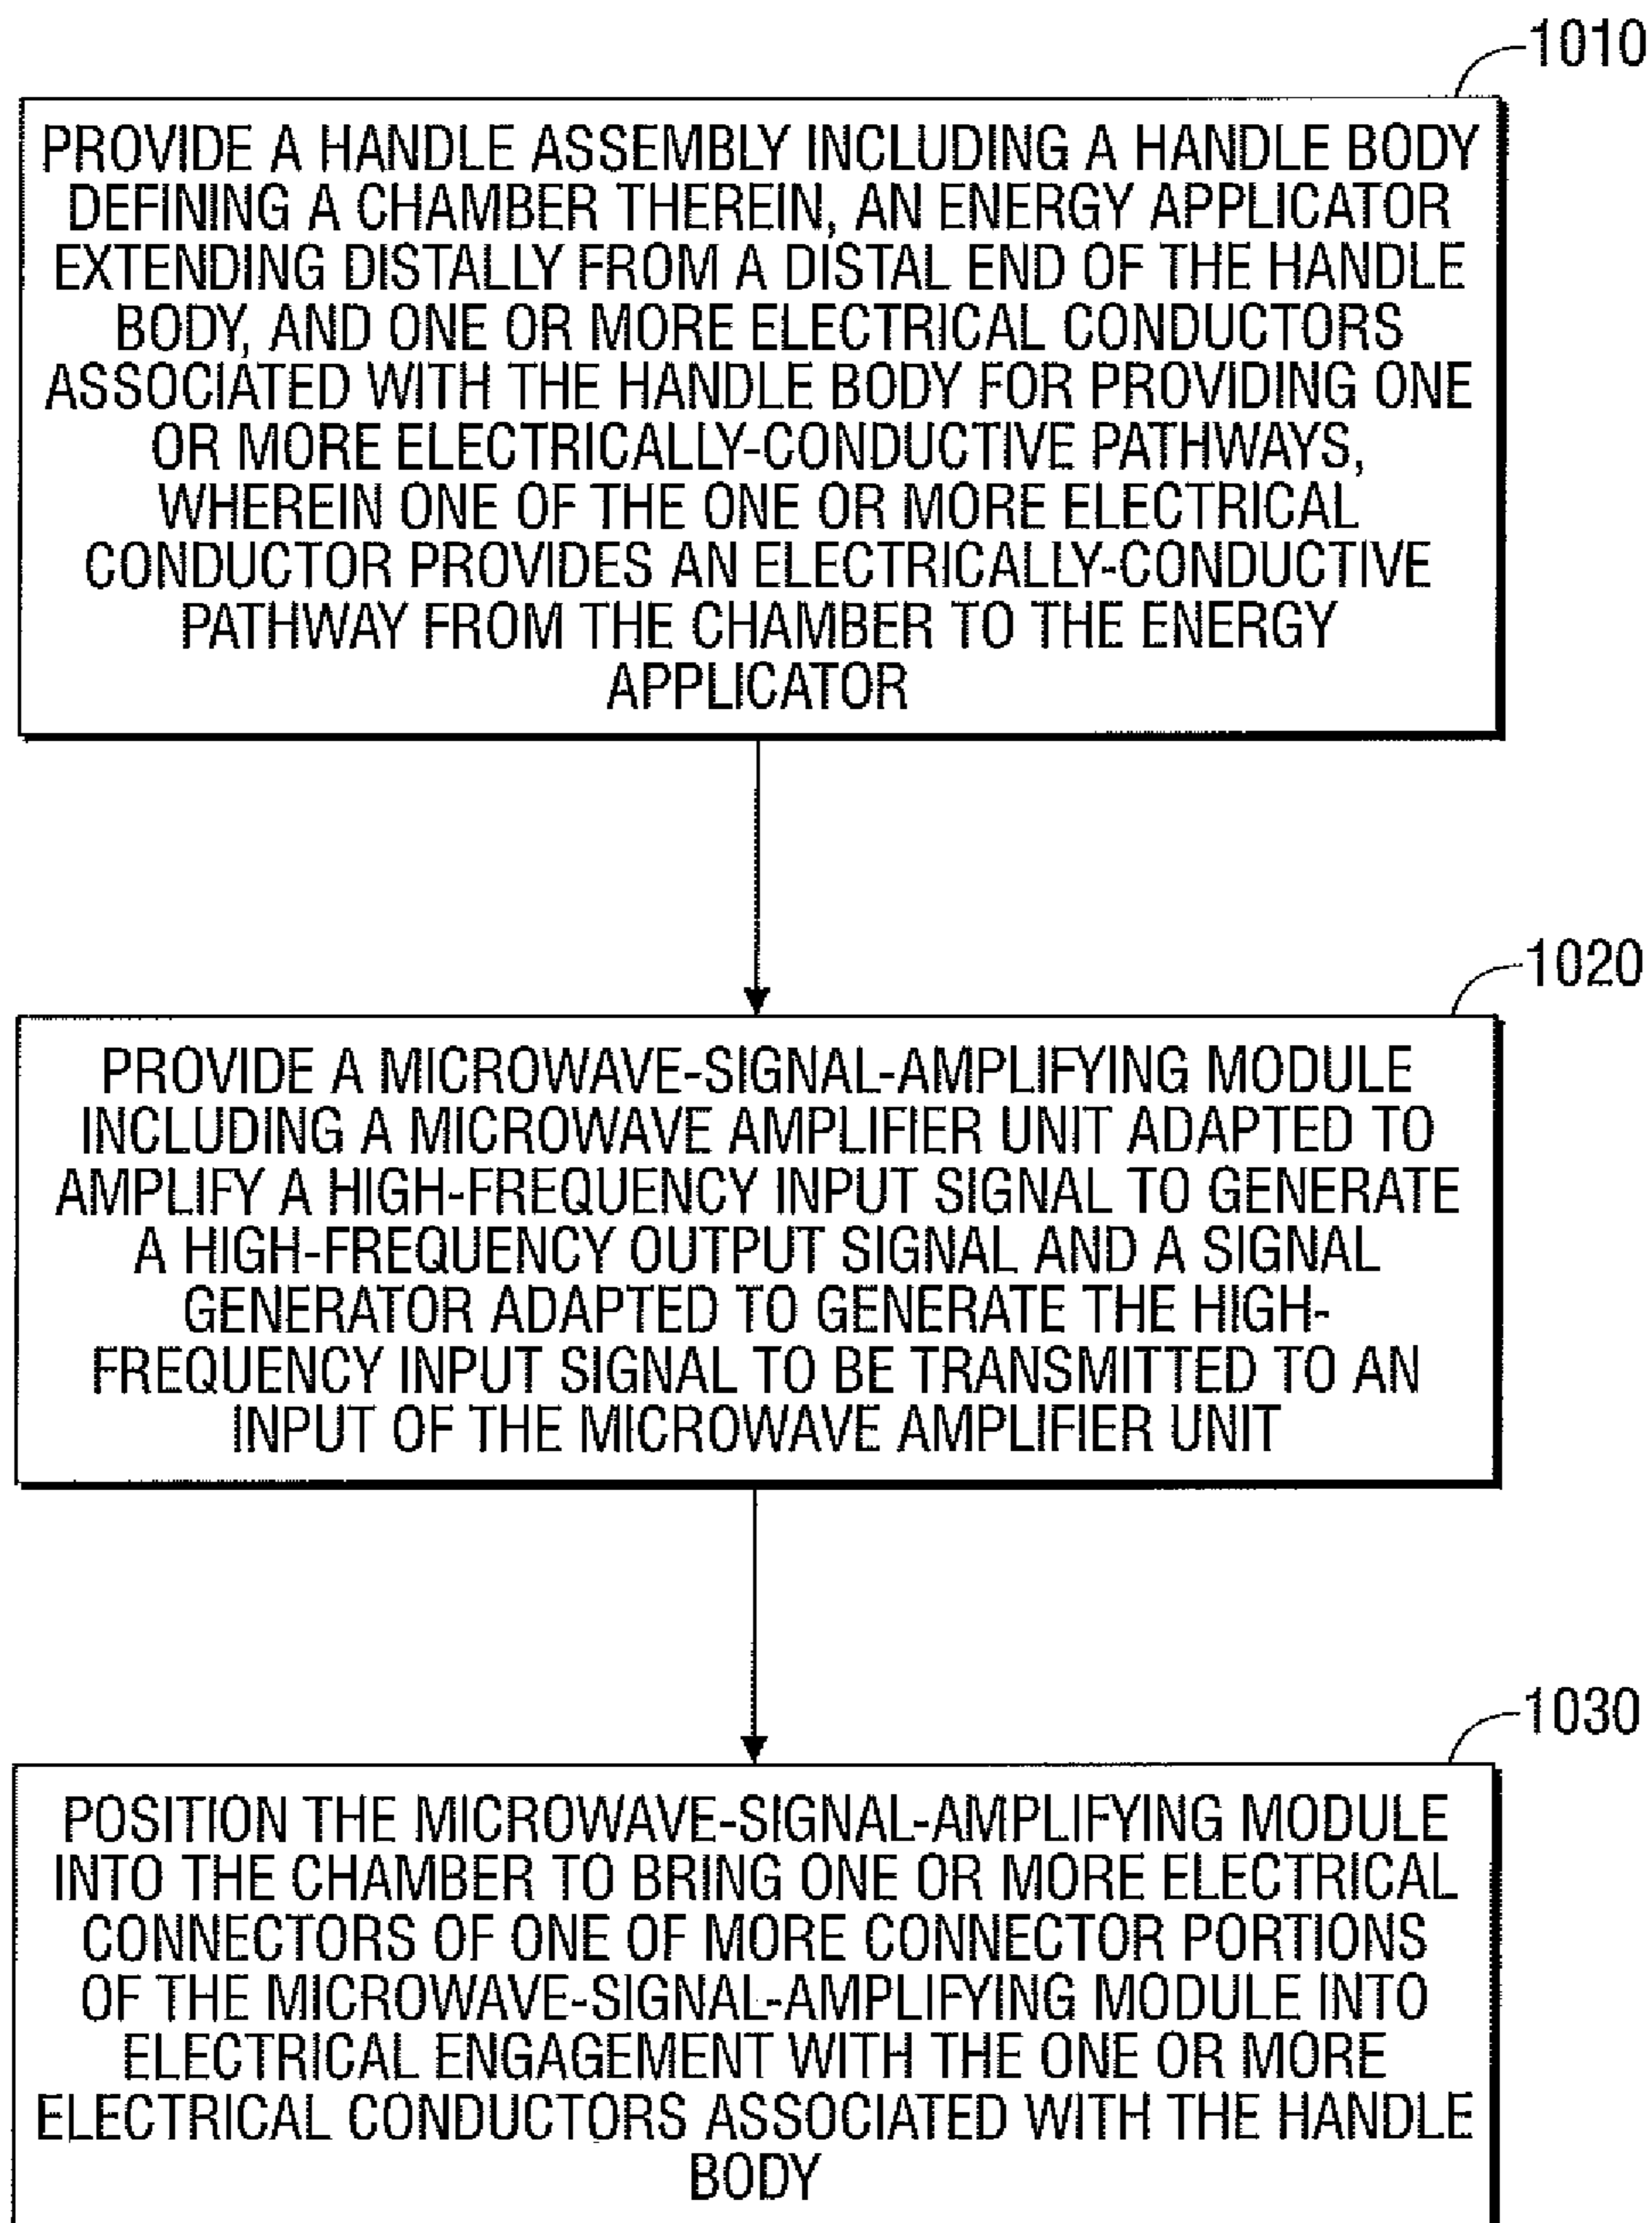 1010
PROVIDE A HANDLE ASSEMBLY INCLUDING A HANDLE BODY
DEFINING A CHAMBER THEREIN, AN ENERGY APPLICATOR
EXTENDING DISTALLY FROM A DISTAL END OF THE HANDLE
BODY, AND ONE OR MORE ELECTRICAL CONDUCTORS
ASSOCIATED WITH THE HANDLE BODY FOR PROVIDING ONE
OR MORE ELECTRICALLY-CONDUCTIVE PATHWAYS,
WHEREIN ONE OF THE ONE OR MORE ELECTRICAL
CONDUCTOR PROVIDES AN ELECTRICALLY-CONDUCTIVE
PATHWAY FROM THE CHAMBER TO THE ENERGY
APPLICATOR
1020
PROVIDE A MICROWAVE-SIGNAL-AMPLIFYING MODULE
INCLUDING A MICROWAVE AMPLIFIER UNIT ADAPTED TO
AMPLIFY A HIGH-FREQUENCY INPUT SIGNAL TO GENERATE
A HIGH-FREQUENCY OUTPUT SIGNAL AND A SIGNAL
GENERATOR ADAPTED TO GENERATE THE HIGH-
FREQUENCY INPUT SIGNAL TO BE TRANSMITTED TO AN
INPUT OF THE MICROWAVE AMPLIFIER UNIT
1030
POSITION THE MICROWAVE-SIGNAL-AMPLIFYING MODULE
INTO THE CHAMBER TO BRING ONE OR MORE ELECTRICAL
CONNECTORS OF ONE OF MORE CONNECTOR PORTIONS
OF THE MICROWAVE-SIGNAL-AMPLIFYING MODULE INTO
ELECTRICAL ENGAGEMENT WITH THE ONE OR MORE
ELECTRICAL CONDUCTORS ASSOCIATED WITH THE HANDLE
BODY